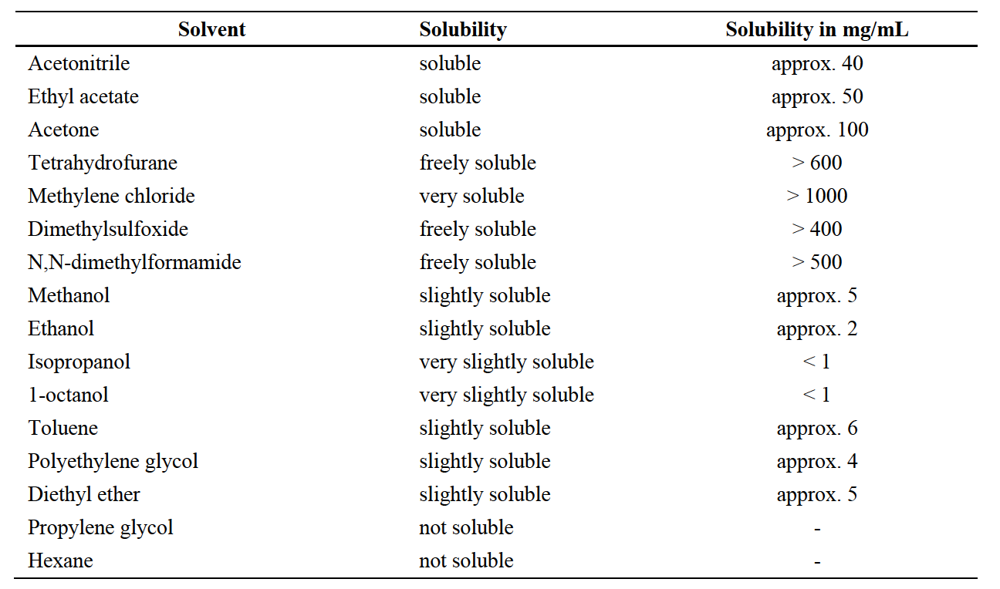 Solvent Solubility Solubility in mg/mL
Acetonitrile soluble approx. 40
Ethyl acetate soluble approx. 50
Acetone soluble approx. 100
Tetrahydrofurane freely soluble > 600
Methylene chloride very soluble > 1000
Dimethylsulfoxide freely soluble > 400
N,N-dimethylformamide freely soluble > 500
Methanol slightly soluble approx. 5
Ethanol slightly soluble approx. 2
Isopropanol very slightly soluble < 1
1-octanol very slightly soluble < 1
Toluene slightly soluble approx. 6
Polyethylene glycol slightly soluble approx. 4
Diethyl ether slightly soluble approx. 5
Propylene glycol not soluble -
Hexane not soluble -